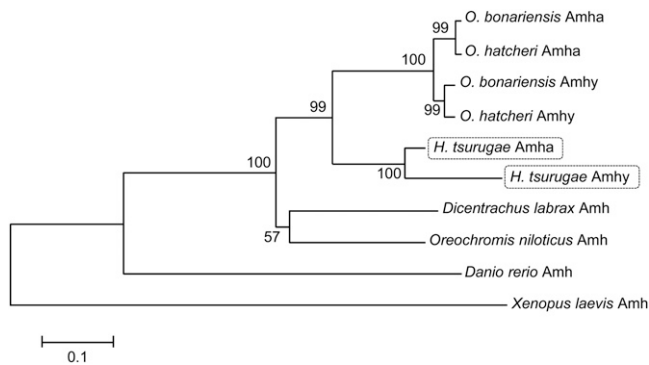 O. bonariensis Amha
99
O. hatcheri Amha
100
O. bonariensis Amhy
99
O. hatcheri Amhy
99
H. tsurugae Amha
100
H. tsurugae Amhy
100
Dicentrachus labrax Amh
57
Oreochromis niloticus Amh
Danio rerio Amh
Xenopus laevis Amh
0.1